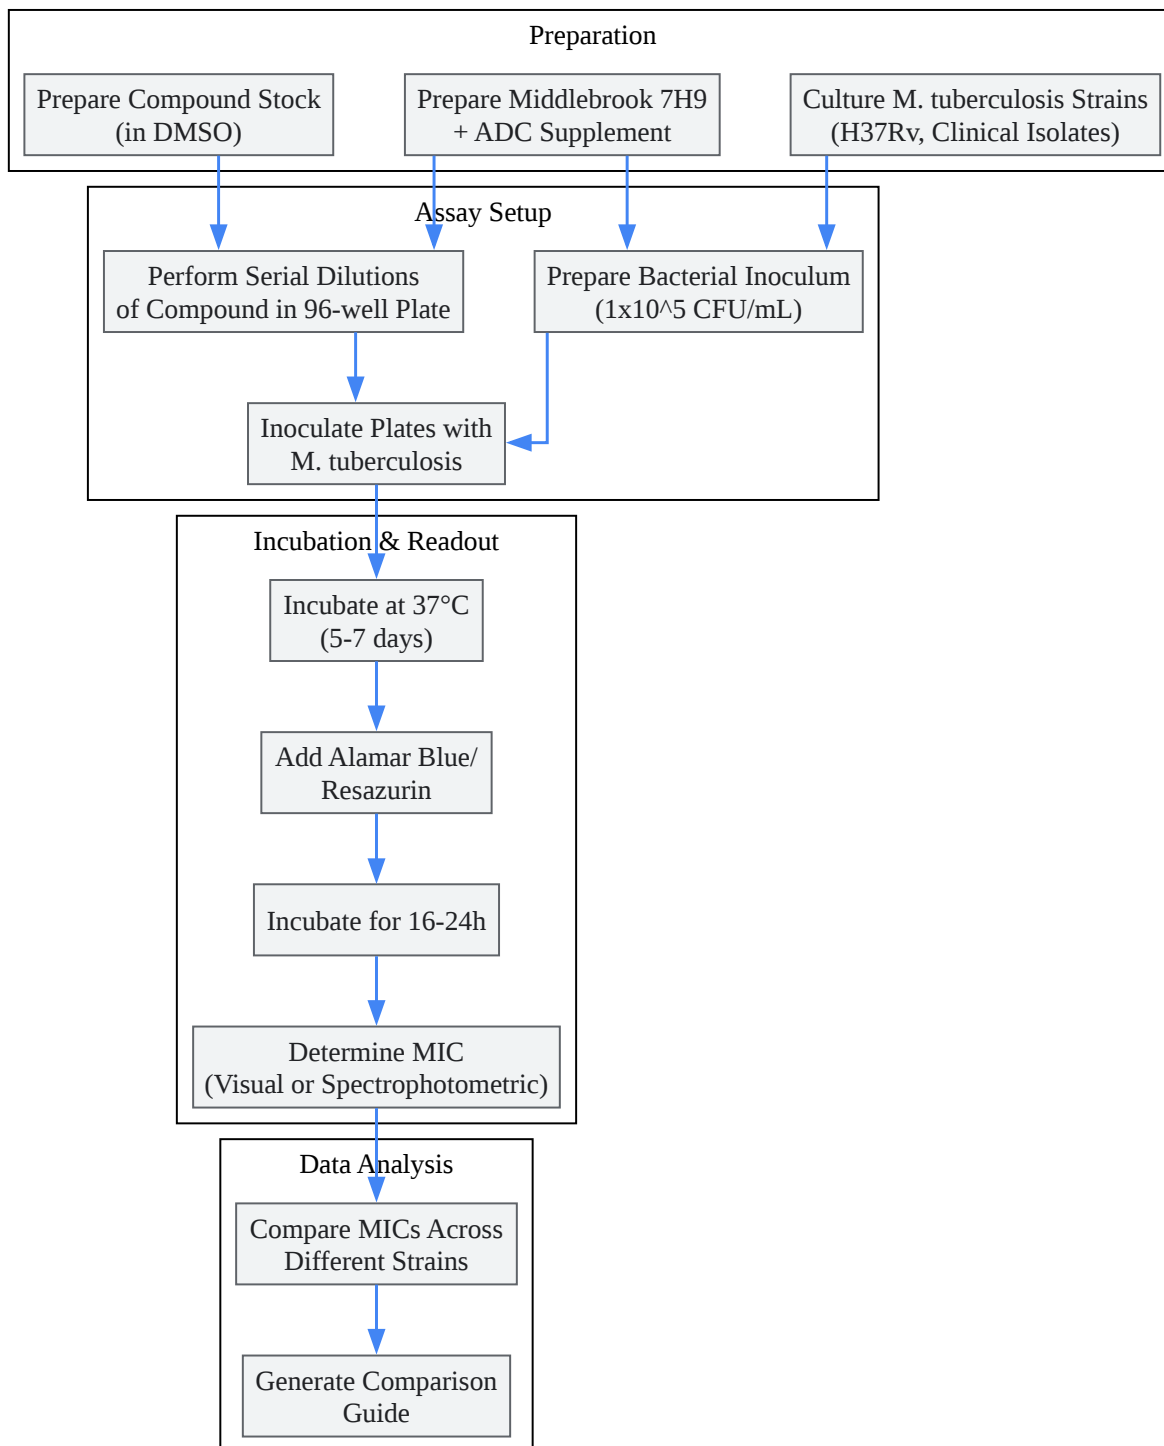 Preparation
Prepare Compound Stock
(in DMSO)
Prepare Middlebrook 7H9
+ ADC Supplement
Culture M. tuberculosis Strains
(H37Rv, Clinical Isolates)
Assay Setup
Perform Serial Dilutions
of Compound in 96-well Plate
Prepare Bacterial Inoculum
(1x10^5 CFU/mL)
Inoculate Plates with
M. tuberculosis
Incubation & Readout
Incubate at 37°C
(5-7 days)
Add Alamar Blue/
Resazurin
Incubate for 16-24h
Determine MIC
(Visual or Spectrophotometric)
Data Analysis
Compare MICs Across
Different Strains
Generate Comparison
Guide